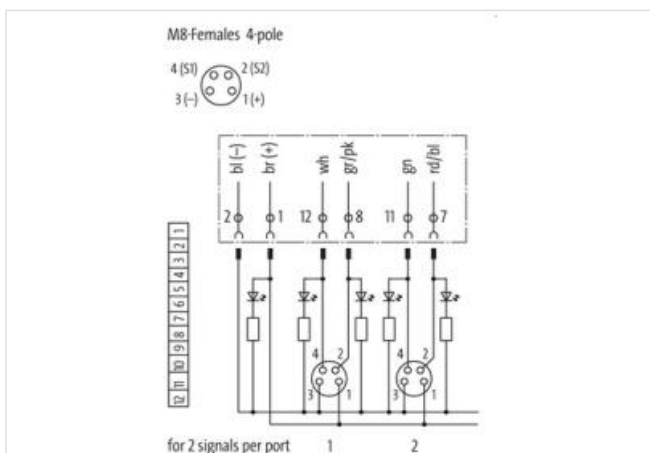 M8-Females 4-pole
4 (S1) 2 (S2)
3 (–) 1 (+)
bl (–) br (+) wh gr/pk gn rd/bl
2 1 12 8 11 7
1
2
3
4
5
6
7
8
9
10
11
12
4 2 4 2
3 1 3 1
for 2 signals per port 1 2